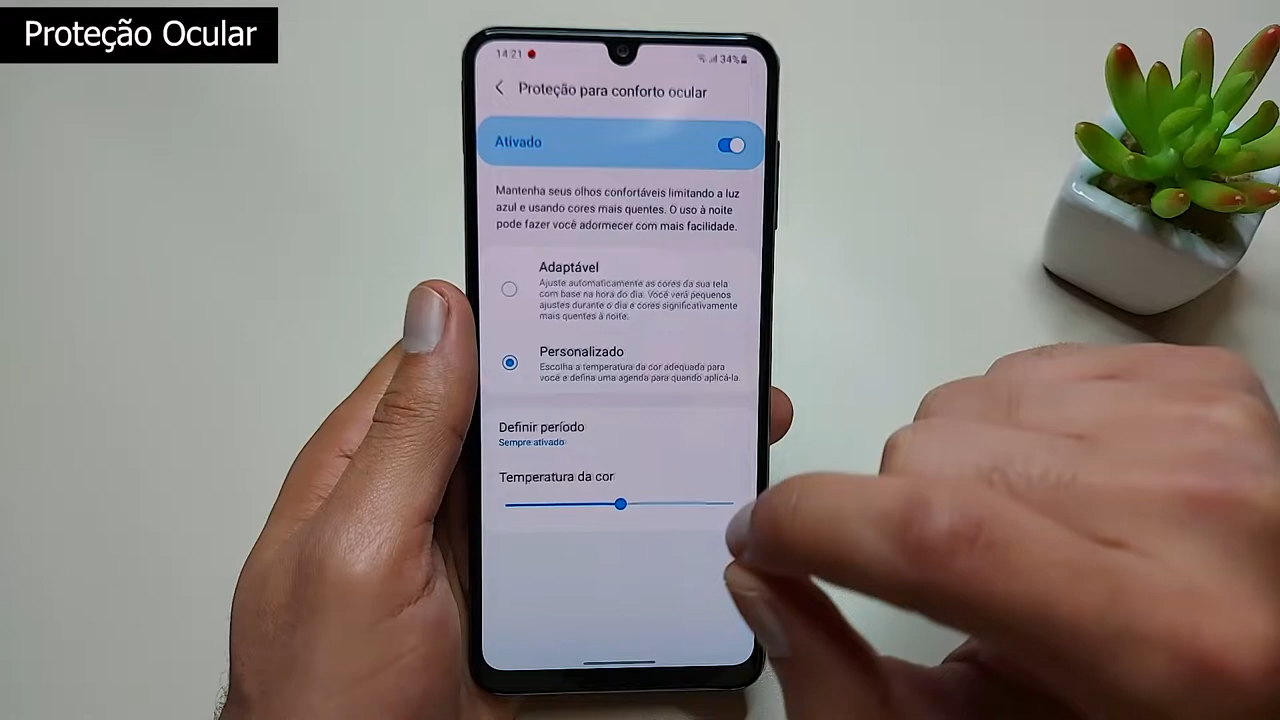 Proteção Ocular
14:21
34%
Proteção para conforto ocular
Ativado
Mantenha seus olhos confortáveis limitando a luz
azul e usando cores mais quentes. O uso à noite
pode fazer você adormecer com mais facilidade.
Adaptável
Ajuste automaticamente as cores da sua tela
com base na hora do dia. Você verá pequenos
ajustes durante o dia e cores significativamente
mais quentes à noite.
Personalizado
Escolha a temperatura da cor adequada para
você e defina uma agenda para quando aplicá-la.
Definir período
Sempre ativado
Temperatura da cor